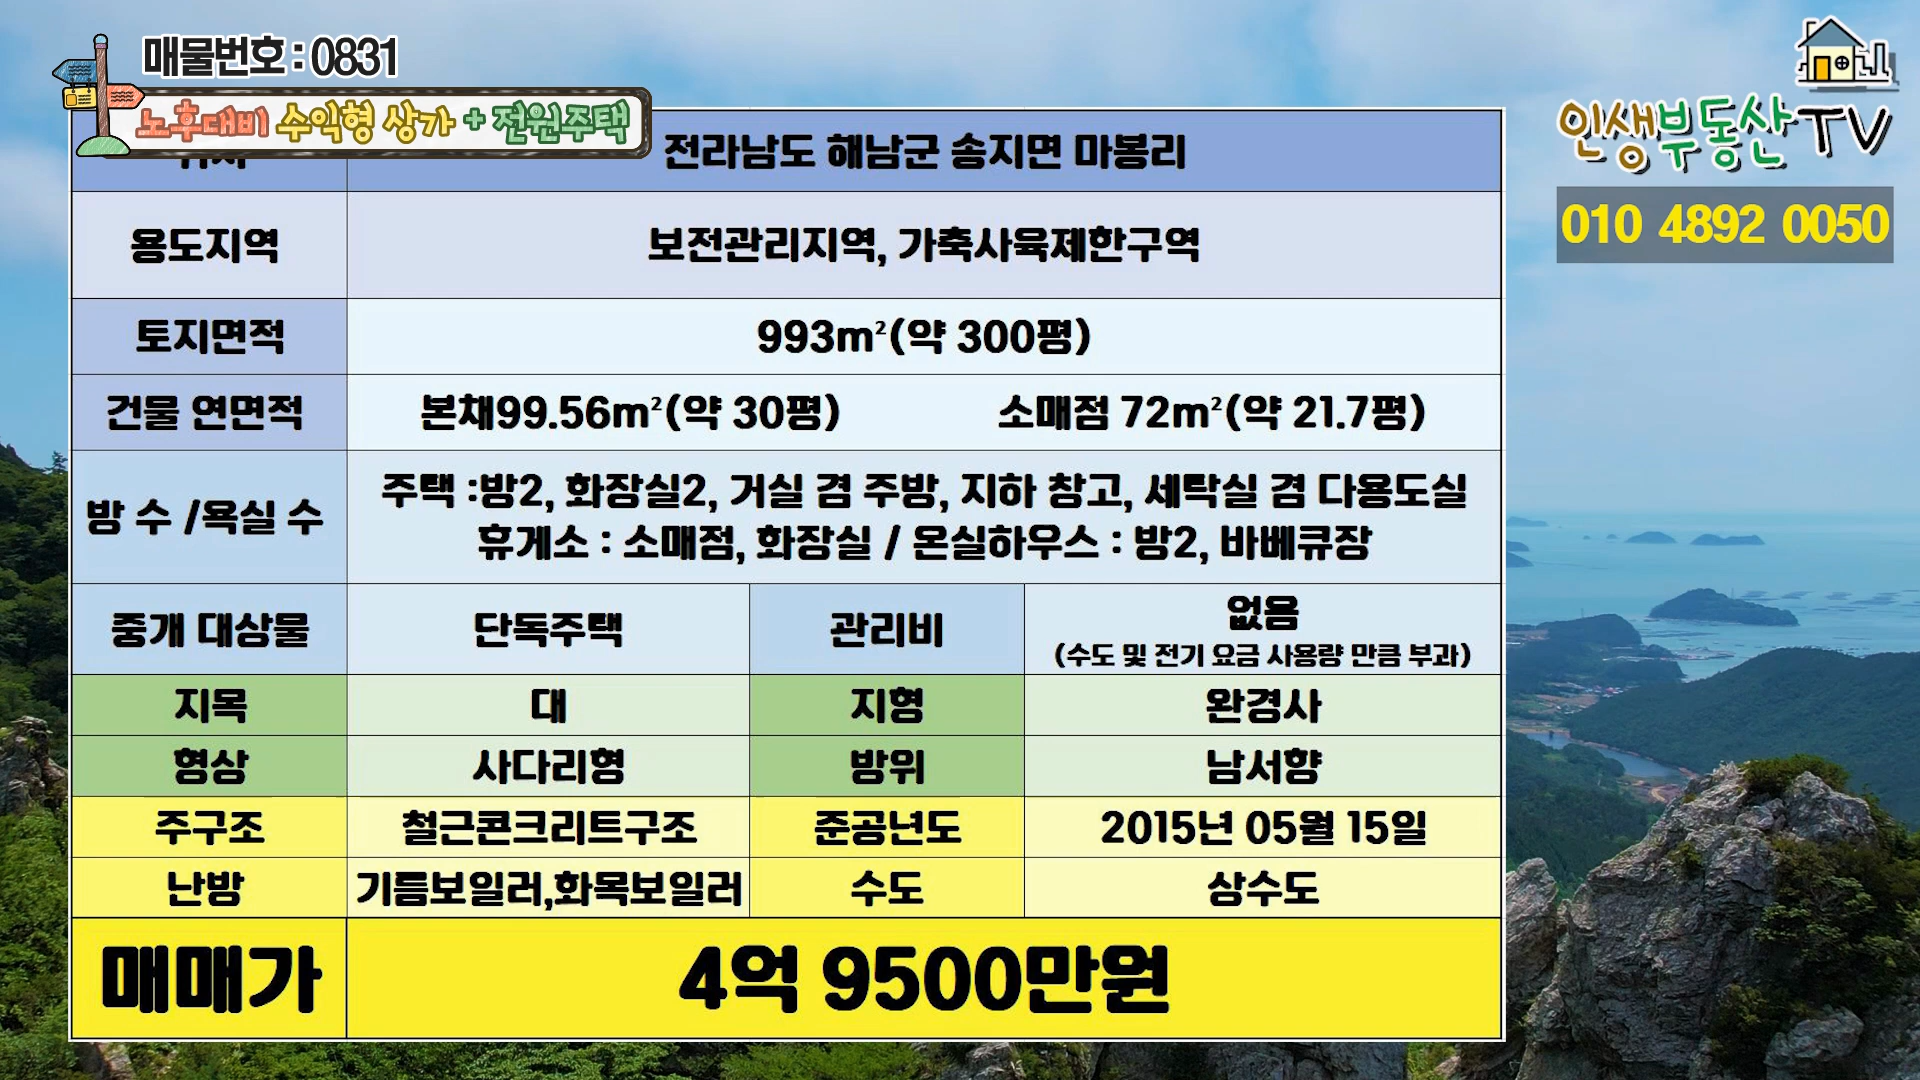 매물번호 : 0831
노후대비 수익형 상가 + 전원주택
인생부동산TV
010 4892 0050
전라남도 해남군 송지면 마봉리
용도지역 보전관리지역, 가축사육제한구역
토지면적 993m²(약 300평)
건물 연면적 본채99.56m²(약 30평) 소매점 72m²(약 21.7평)
방 수 /욕실 수 주택 :방2, 화장실2, 거실 겸 주방, 지하 창고, 세탁실 겸 다용도실
휴게소 : 소매점, 화장실 / 온실하우스 : 방2, 바베큐장
중개 대상물 단독주택 관리비 없음
(수도 및 전기 요금 사용량 만큼 부과)
지목 대 지형 완경사
형상 사다리형 방위 남서향
주구조 철근콘크리트구조 준공년도 2015년 05월 15일
난방 기름보일러,화목보일러 수도 상수도
매매가 4억 9500만원